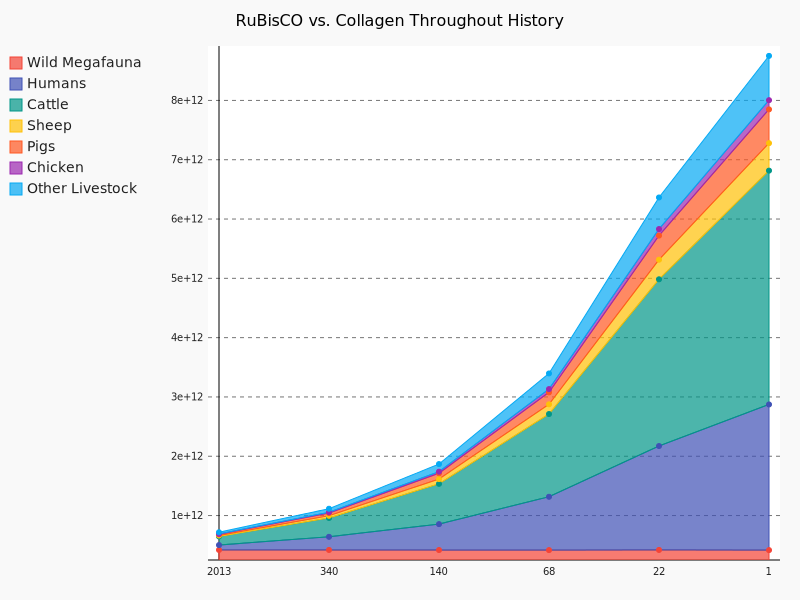 RuBisCO vs. Collagen Throughout History
Wild Megafauna
Humans
Cattle
Sheep
Pigs
Chicken
Other Livestock
8e+12
7e+12
6e+12
5e+12
4e+12
3e+12
2e+12
1e+12
2013 340 140 68 22 1